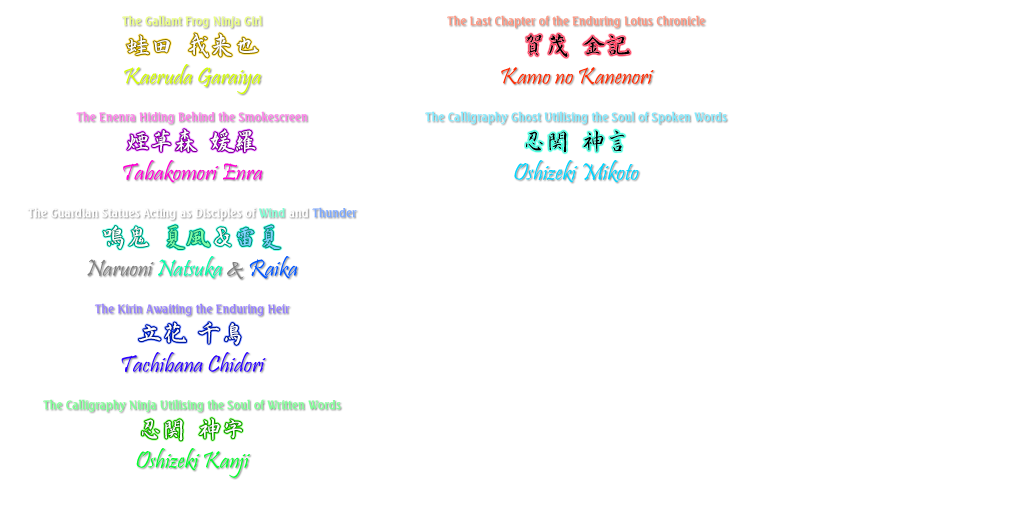 The Gallant Frog Ninja Girl
蛙田 我来也
Kaeruda Garaiya
The Enenra Hiding Behind the Smokescreen
煙草森 媛羅
Tabakomori Enra
The Guardian Statues Acting as Disciples of Wind and Thunder
鳴鬼 夏風&雷夏
Naruoni Natsuka & Raika
The Kirin Awaiting the Enduring Heir
立花 千鳥
Tachibana Chidori
The Calligraphy Ninja Utilising the Soul of Written Words
忍関 神字
Oshizeki Kanji
The Last Chapter of the Enduring Lotus Chronicle
賀茂 金記
Kamo no Kanenori
The Calligraphy Ghost Utilising the Soul of Spoken Words
忍関 神言
Oshizeki Mikoto